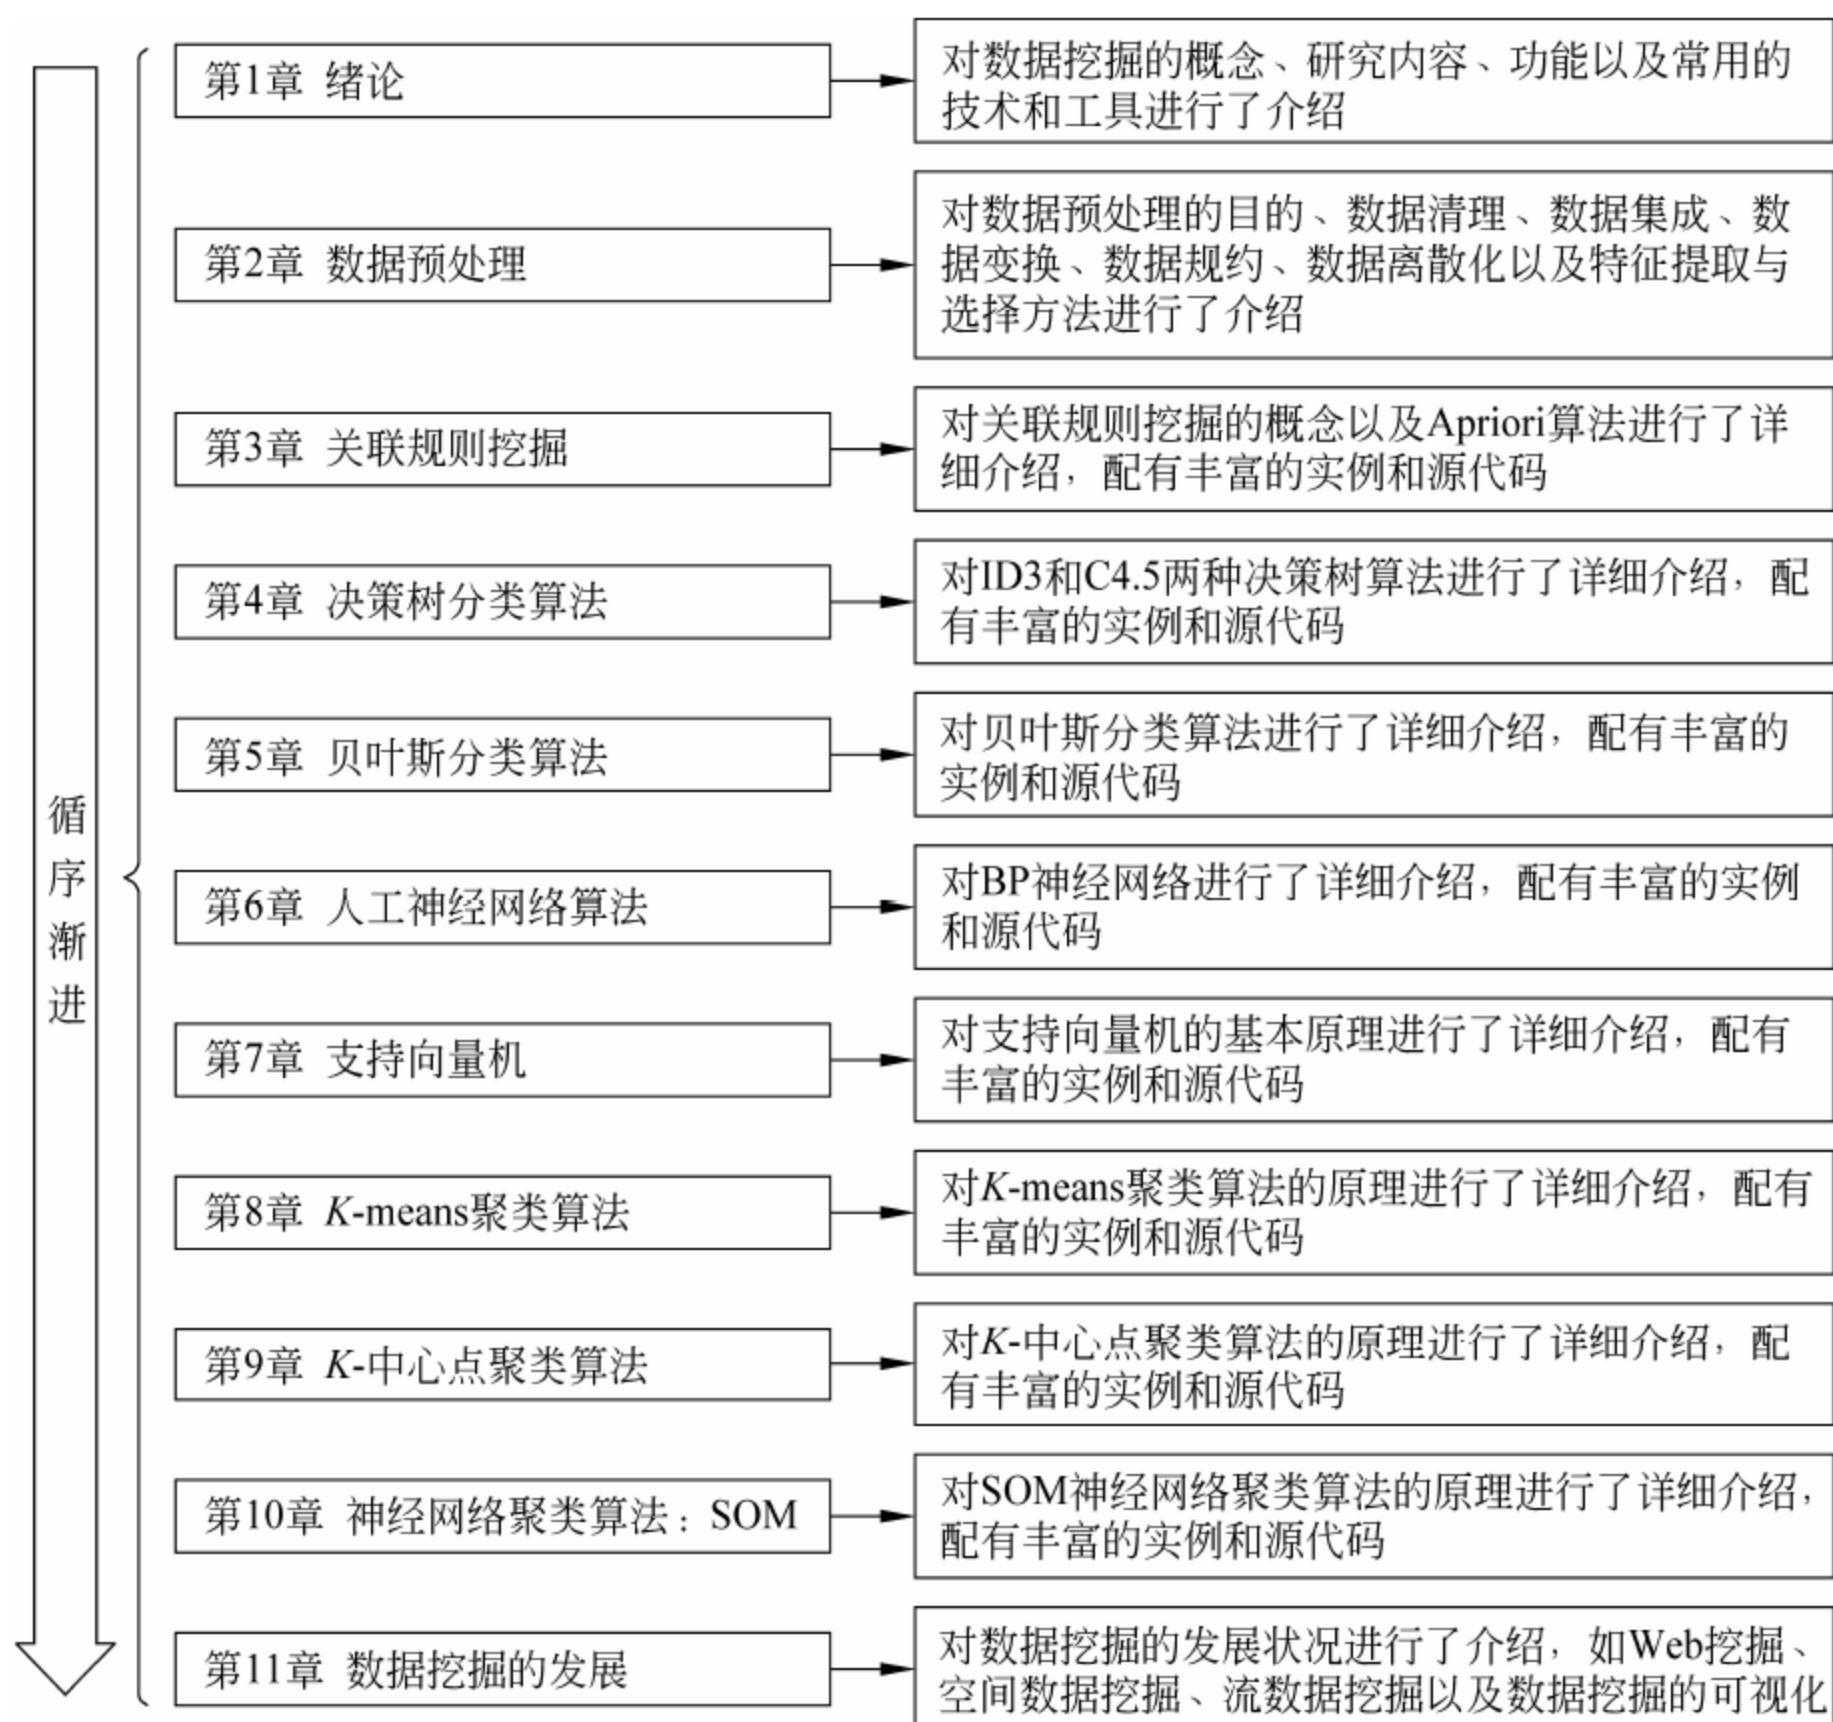 循序渐进
第1章 绪论
对数据挖掘的概念、研究内容、功能以及常用的
技术和工具进行了介绍
第2章 数据预处理
对数据预处理的目的、数据清理、数据集成、数
据变换、数据规约、数据离散化以及特征提取与
选择方法进行了介绍
第3章 关联规则挖掘
对关联规则挖掘的概念以及Apriori算法进行了详
细介绍，配有丰富的实例和源代码
第4章 决策树分类算法
对ID3和C4.5两种决策树算法进行了详细介绍，配
有丰富的实例和源代码
第5章 贝叶斯分类算法
对贝叶斯分类算法进行了详细介绍，配有丰富的
实例和源代码
第6章 人工神经网络算法
对BP神经网络进行了详细介绍，配有丰富的实例
和源代码
第7章 支持向量机
对支持向量机的基本原理进行了详细介绍，配有
丰富的实例和源代码
第8章 K-means聚类算法
对K-means聚类算法的原理进行了详细介绍，配有
丰富的实例和源代码
第9章 K-中心点聚类算法
对K-中心点聚类算法的原理进行了详细介绍，配
有丰富的实例和源代码
第10章 神经网络聚类算法：SOM
对SOM神经网络聚类算法的原理进行了详细介绍，
配有丰富的实例和源代码
第11章 数据挖掘的发展
对数据挖掘的发展状况进行了介绍，如Web挖掘、
空间数据挖掘、流数据挖掘以及数据挖掘的可视化